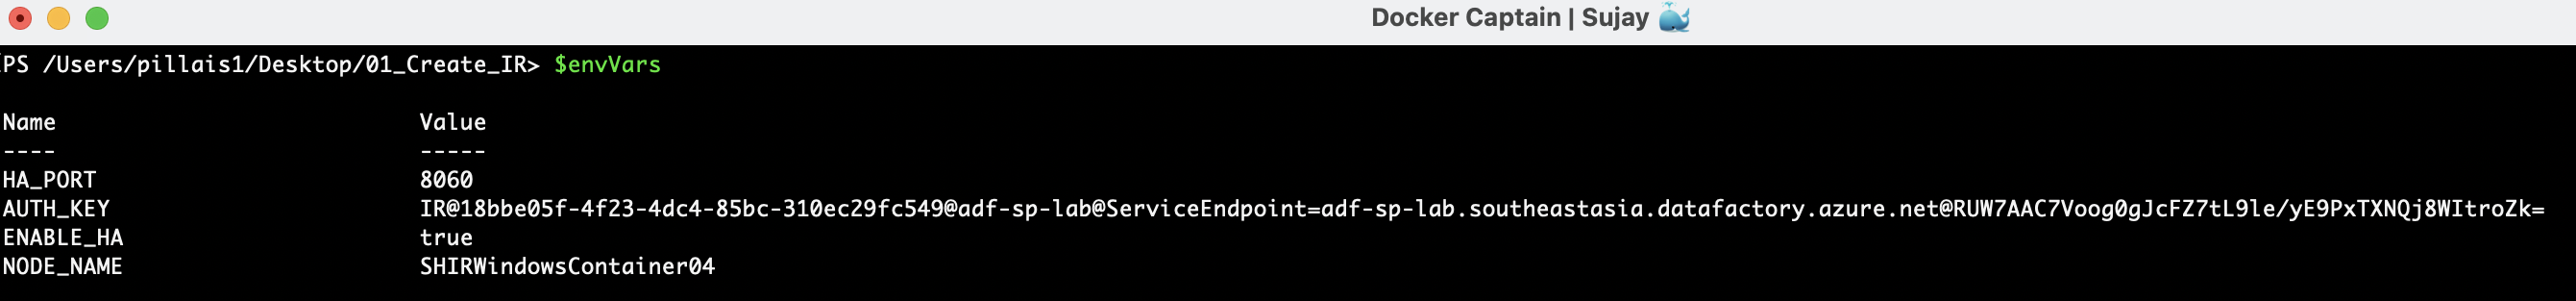 Docker Captain | Sujay 🐳
PS /Users/pillais1/Desktop/01_Create_IR> $envVars
Name Value
---- -----
HA_PORT 8060
AUTH_KEY IR@18bbe05f-4f23-4dc4-85bc-310ec29fc549@adf-sp-lab@ServiceEndpoint=adf-sp-lab.southeastasia.datafactory.azure.net@RUW7AAC7Voog0gJcFZ7tL9le/yE9PxTXNQj8WItroZk=
ENABLE_HA true
NODE_NAME SHIRWindowsContainer04